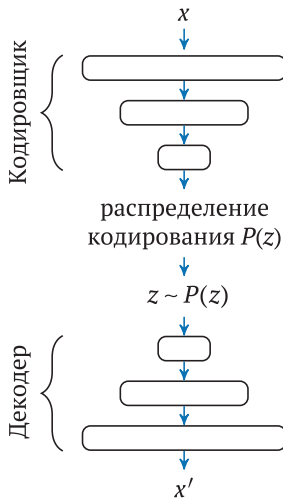 x
Кодировщик
распределение
кодирования P(z)
z ~ P(z)
Декодер
x′